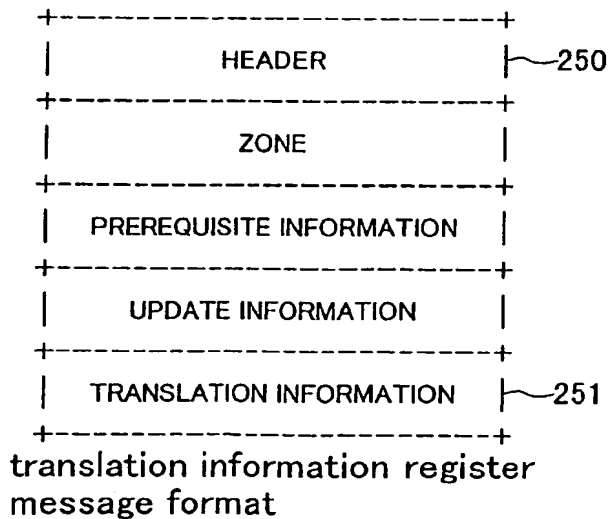 +---------------------+
| HEADER | 250
+---------------------+
| ZONE |
+---------------------+
| PREREQUISITE INFORMATION |
+---------------------+
| UPDATE INFORMATION |
+---------------------+
| TRANSLATION INFORMATION | 251
+---------------------+
translation information register
message format